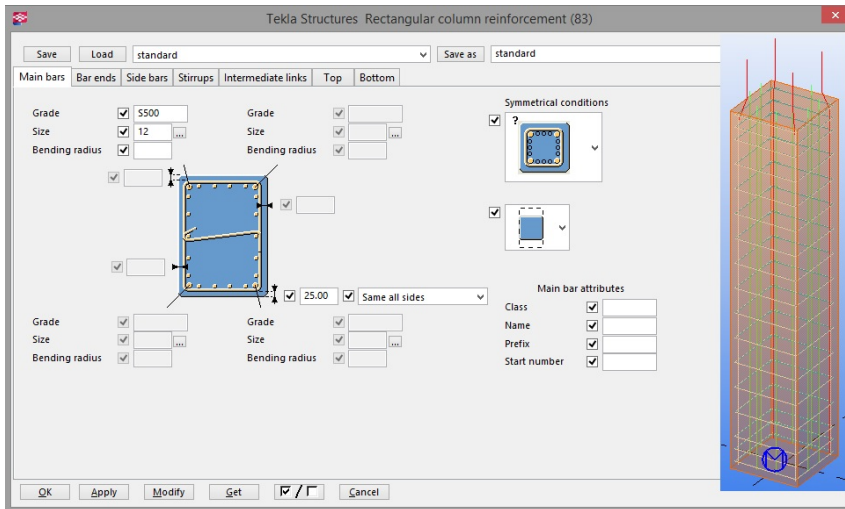 Tekla Structures Rectangular column reinforcement (83)
x
Save Load standard Save as standard
Main bars Bar ends Side bars Stirrups Intermediate links Top Bottom
Grade S500 Grade
Size 12 ... Size ...
Bending radius Bending radius
Symmetrical conditions
?
25.00 Same all sides
Main bar attributes
Class
Name
Prefix
Start number
Grade Grade
Size ... Size ...
Bending radius Bending radius
OK Apply Modify Get / Cancel